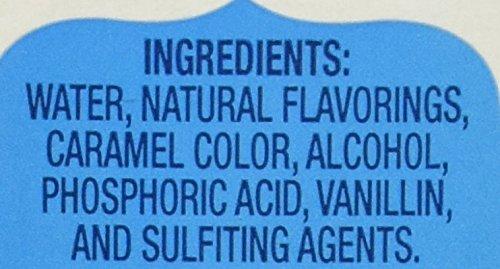 INGREDIENTS:
WATER, NATURAL FLAVORINGS,
CARAMEL COLOR, ALCOHOL,
PHOSPHORIC ACID, VANILLIN,
AND SULFITING AGENTS.